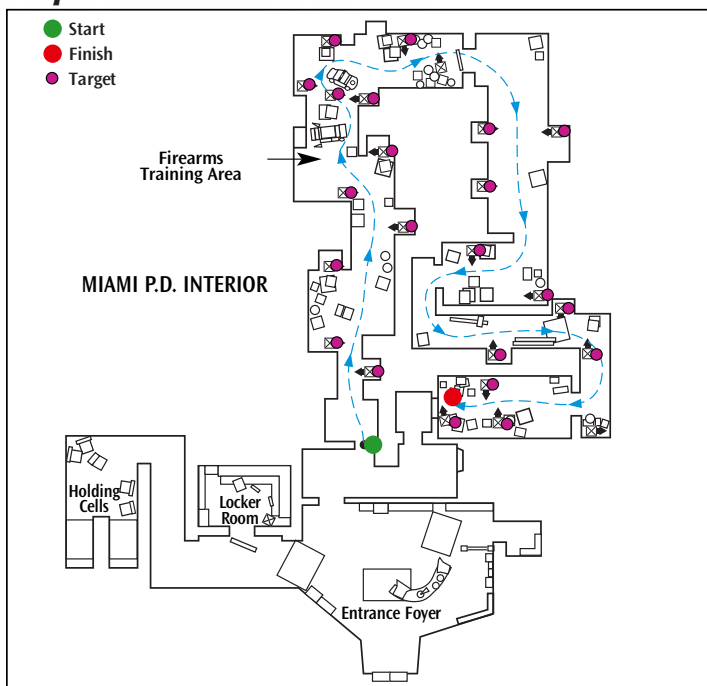 Start
Finish
Target
Firearms
Training Area
MIAMI P.D. INTERIOR
Holding
Cells
Locker
Room
Entrance Foyer